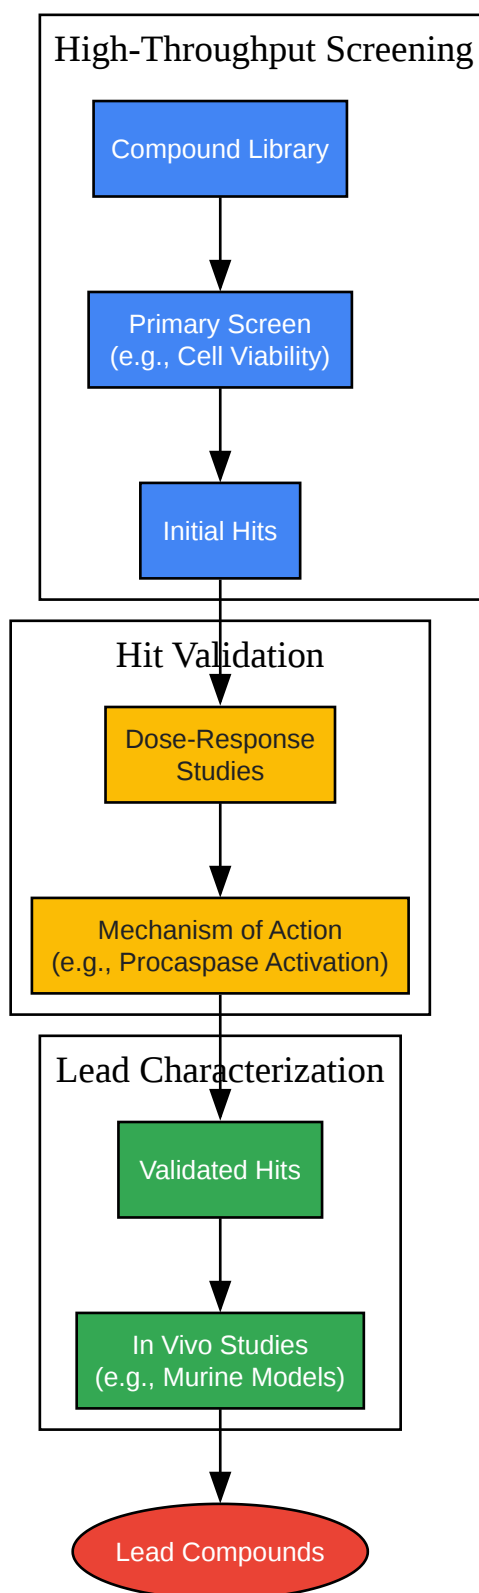 High-Throughput Screening
Compound Library
Primary Screen
(e.g., Cell Viability)
Initial Hits
Hit Validation
Dose-Response
Studies
Mechanism of Action
(e.g., Procaspase Activation)
Lead Characterization
Validated Hits
In Vivo Studies
(e.g., Murine Models)
Lead Compounds